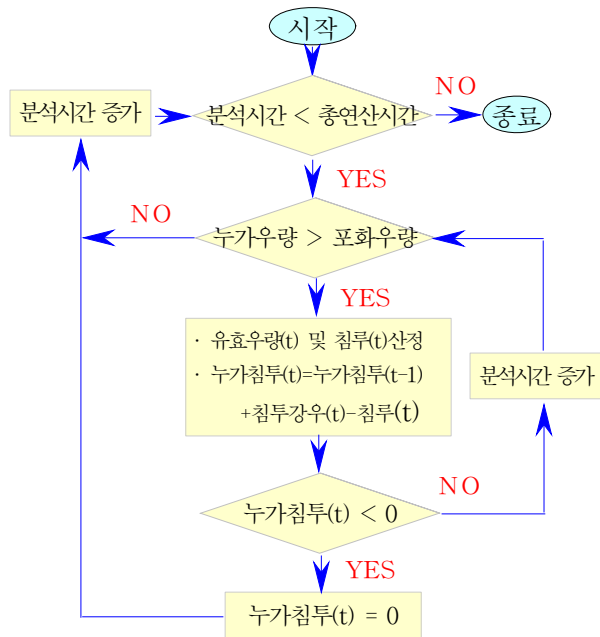 시작
분석시간 증가
분석시간 < 총연산시간
NO
종료
YES
NO
누가우량 > 포화우량
YES
· 유효우량(t) 및 침루(t)산정
· 누가침투(t)=누가침투(t-1)
+침투강우(t)-침루(t)
분석시간 증가
누가침투(t) < 0
NO
YES
누가침투(t) = 0